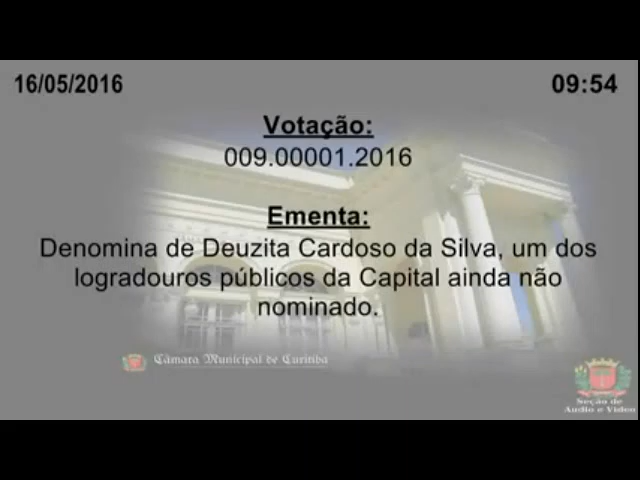 16/05/2016 09:54
Votação:
009.00001.2016
Ementa:
Denomina de Deuzita Cardoso da Silva, um dos
logradouros públicos da Capital ainda não
nominado.
Câmara Municipal de Curitiba
Seção de
Áudio e Vídeo